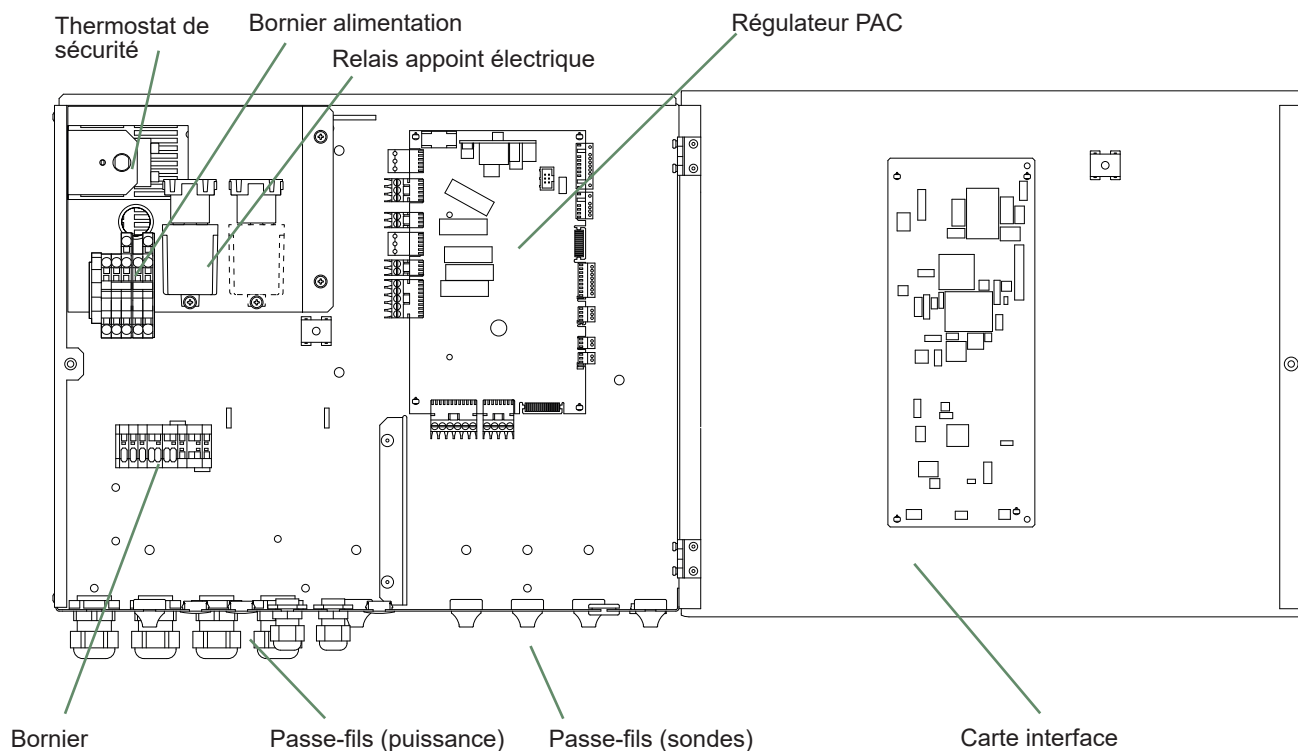 Thermostat de
sécurité
Bornier alimentation
Relais appoint électrique
Régulateur PAC
Bornier
Passe-fils (puissance)
Passe-fils (sondes)
Carte interface